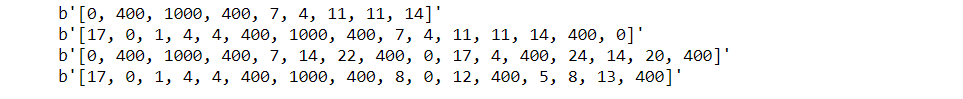 b'[0, 400, 1000, 400, 7, 4, 11, 11, 14]'
b'[17, 0, 1, 4, 4, 400, 1000, 400, 7, 4, 11, 11, 14, 400, 0]'
b'[0, 400, 1000, 400, 7, 14, 22, 400, 0, 17, 4, 400, 24, 14, 20, 400]'
b'[17, 0, 1, 4, 4, 400, 1000, 400, 8, 0, 12, 400, 5, 8, 13, 400]'